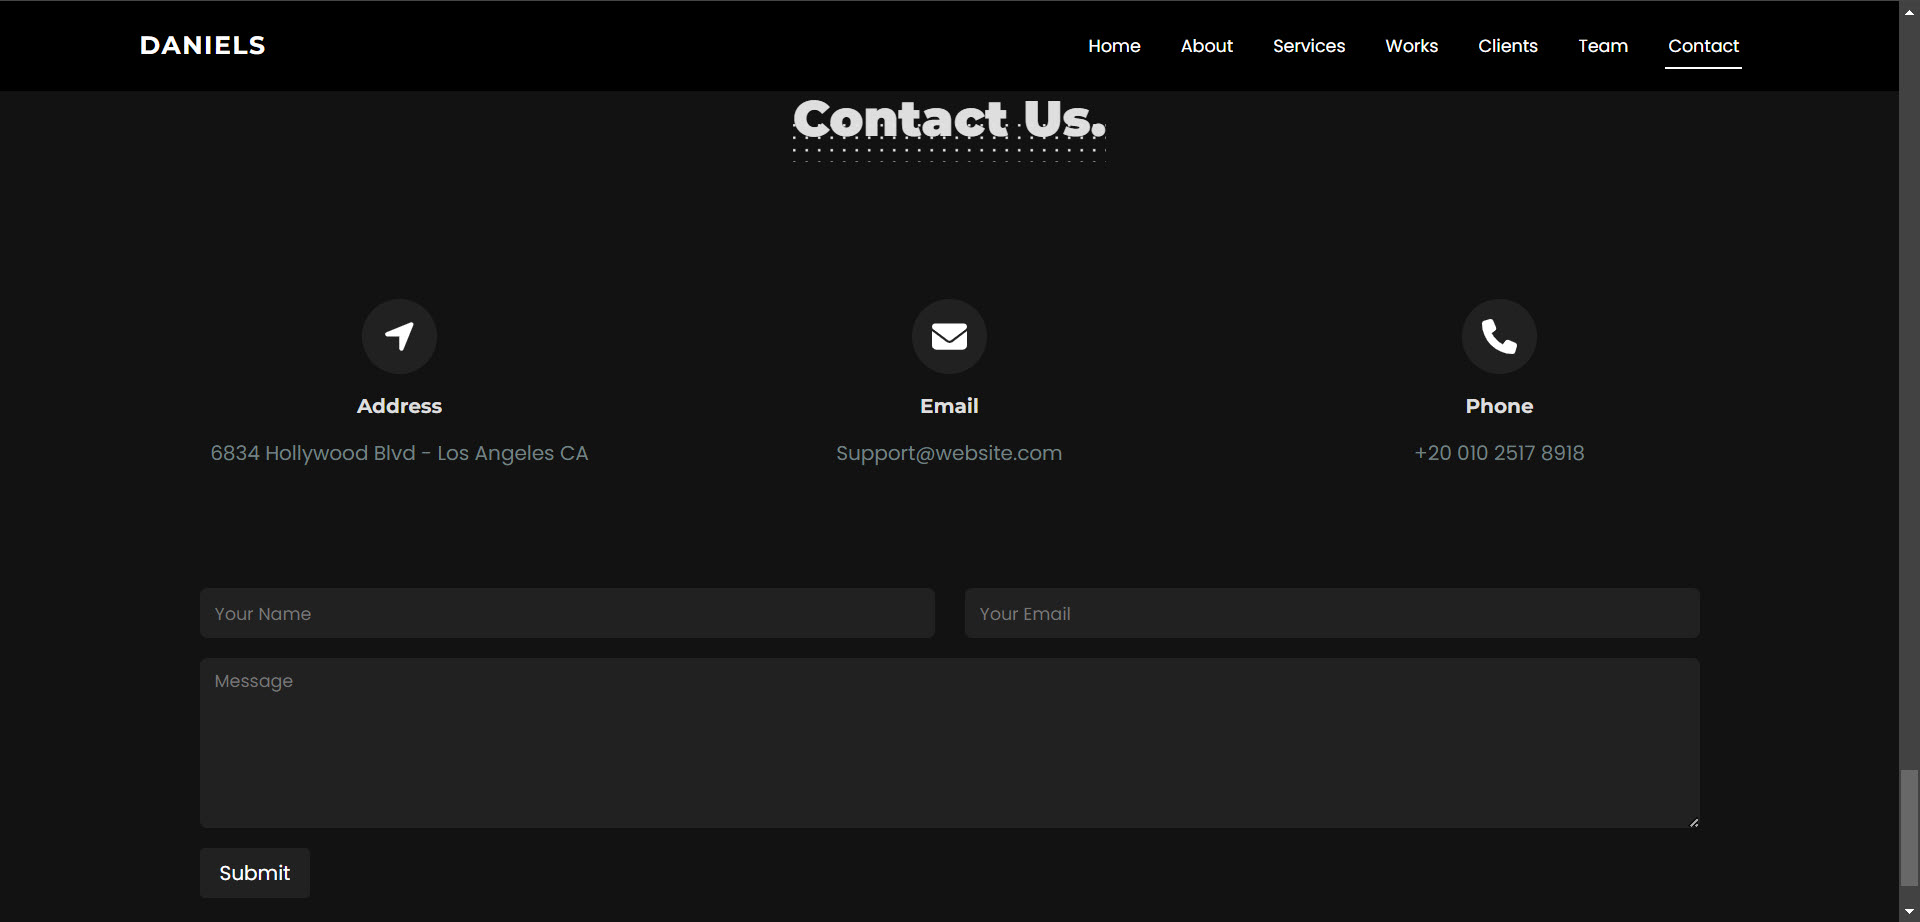 DANIELS
Home About Services Works Clients Team Contact
Contact Us.
Address
6834 Hollywood Blvd - Los Angeles CA
Email
Support@website.com
Phone
+20 010 2517 8918
Your Name
Your Email
Message
Submit